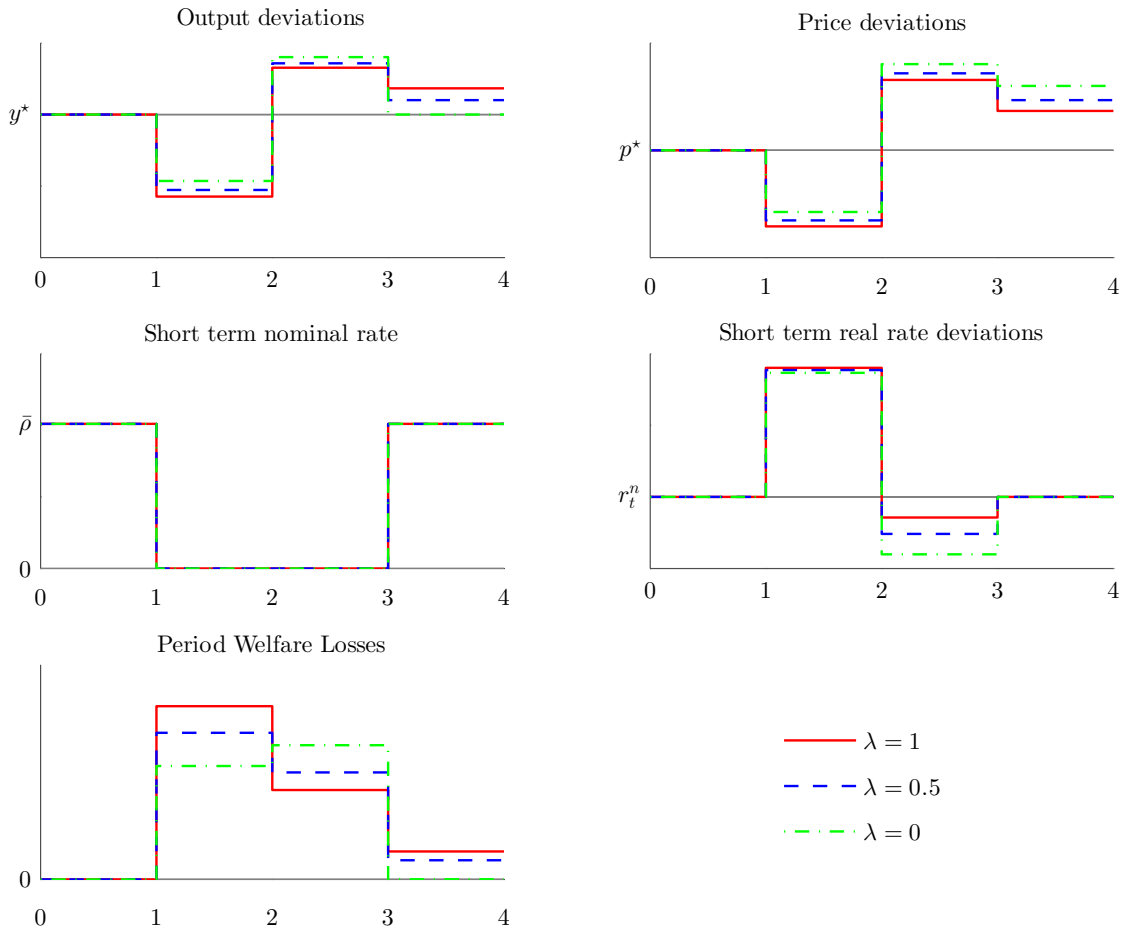 Output deviations
y⋆
0 1 2 3 4
Price deviations
p⋆
0 1 2 3 4
Short term nominal rate
ρ̄
0
0 1 2 3 4
Short term real rate deviations
r_t^n
0 1 2 3 4
Period Welfare Losses
0
0 1 2 3 4
λ = 1
λ = 0.5
λ = 0